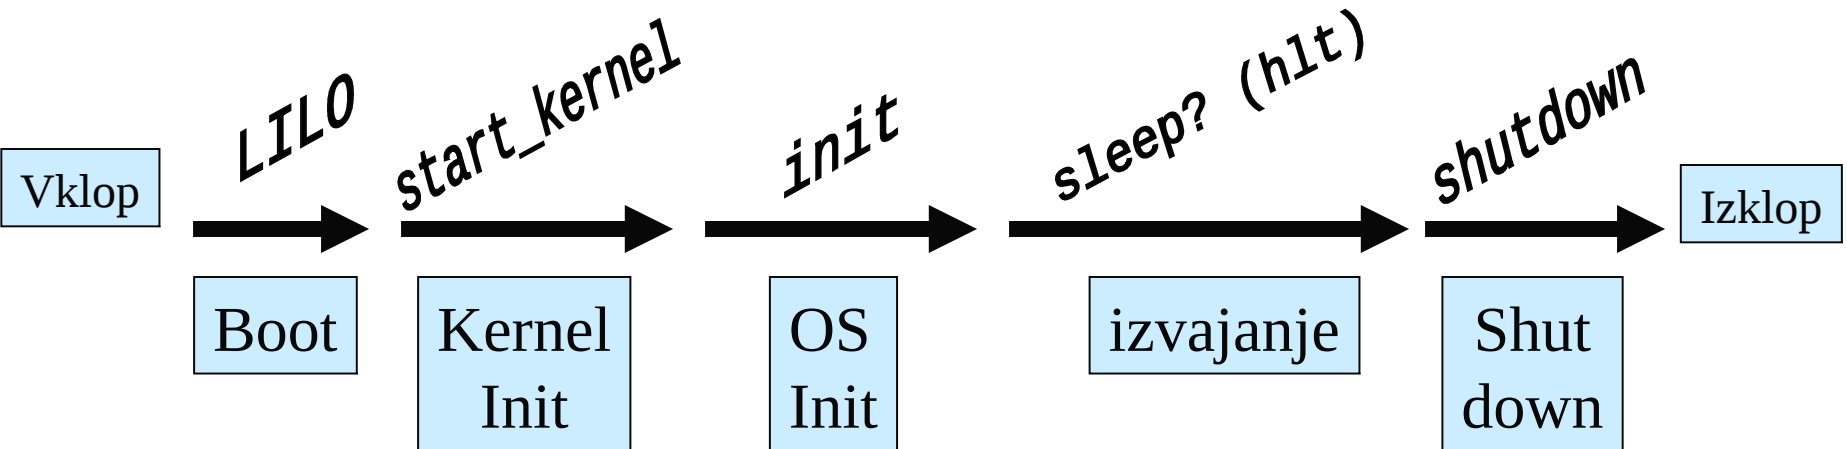 LILO
start_kernel
init
sleep? (hlt)
shutdown
Vklop
Izklop
Boot
Kernel
Init
OS
Init
izvajanje
Shut
down